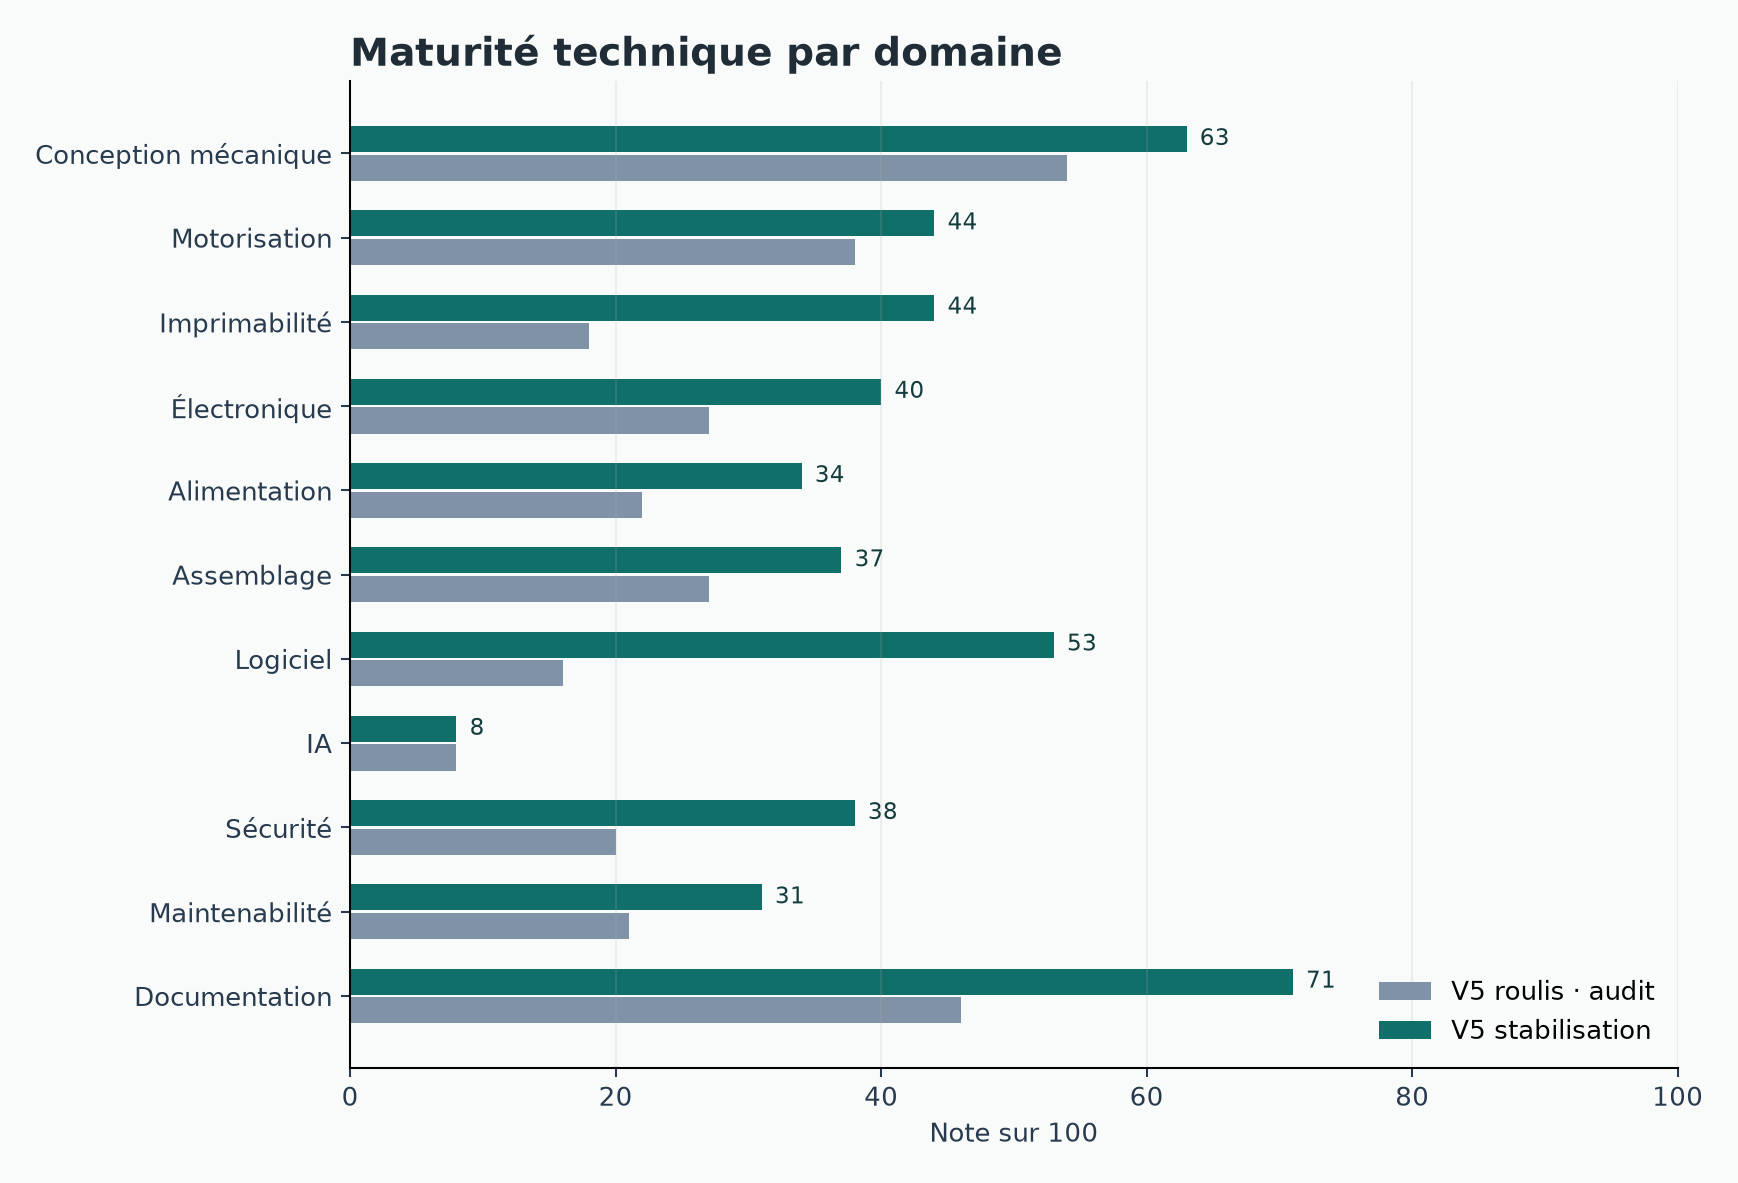 Maturité technique par domaine
Conception mécanique
63
Motorisation
44
Imprimabilité
44
Électronique
40
Alimentation
34
Assemblage
37
Logiciel
53
IA
8
Sécurité
38
Maintenabilité
31
Documentation
71
V5 roulis · audit
V5 stabilisation
0 20 40 60 80 100
Note sur 100